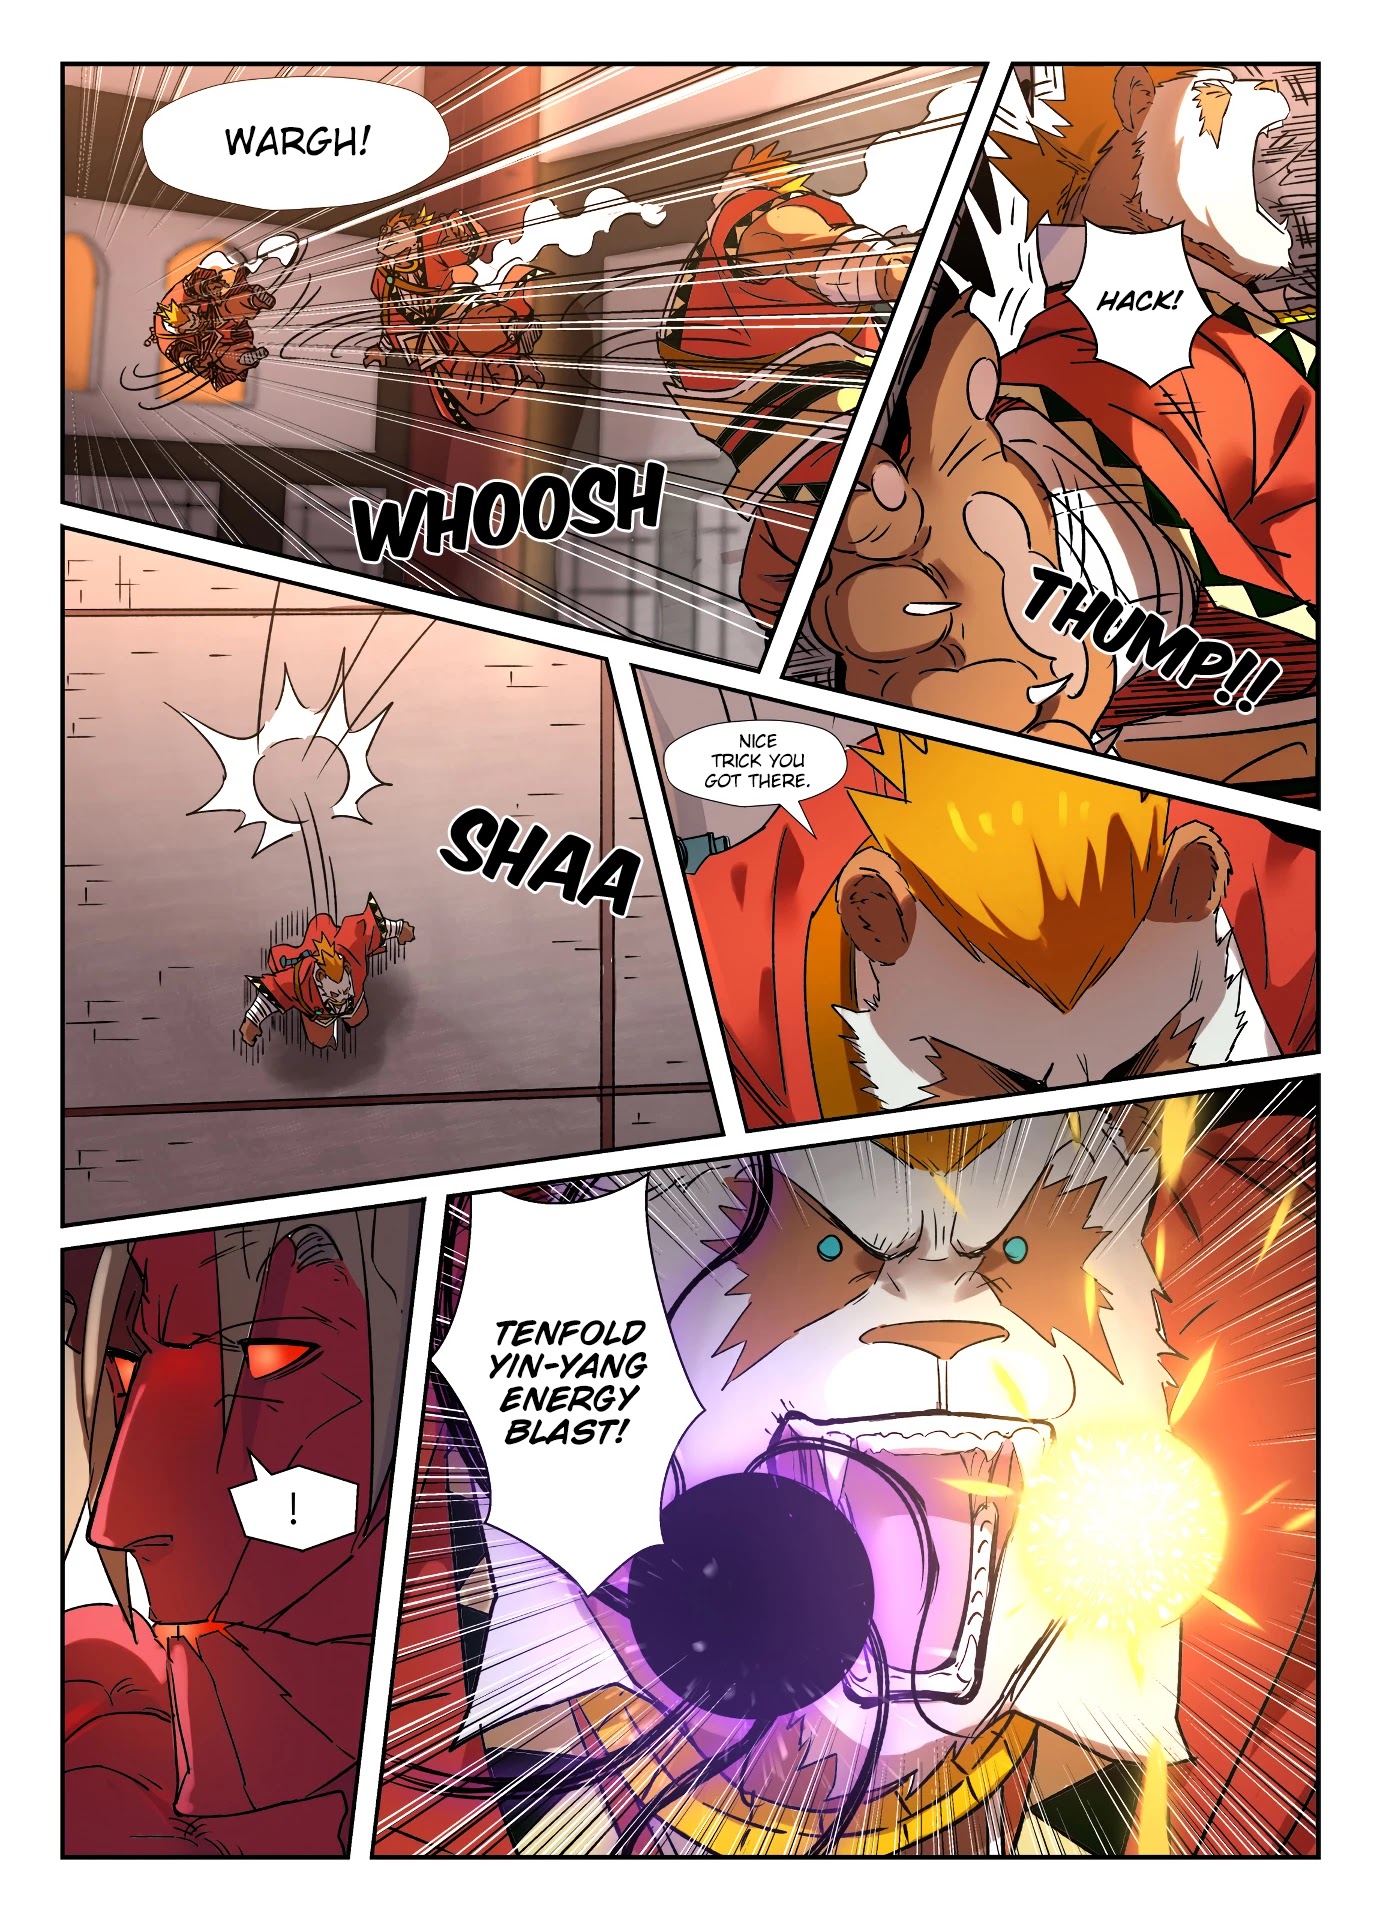 WARGH!
WHOOSH
HACK!
THUMP!!
SHAA
NICE
TRICK YOU
GOT THERE.
!
TENFOLD
YIN-YANG
ENERGY
BLAST!